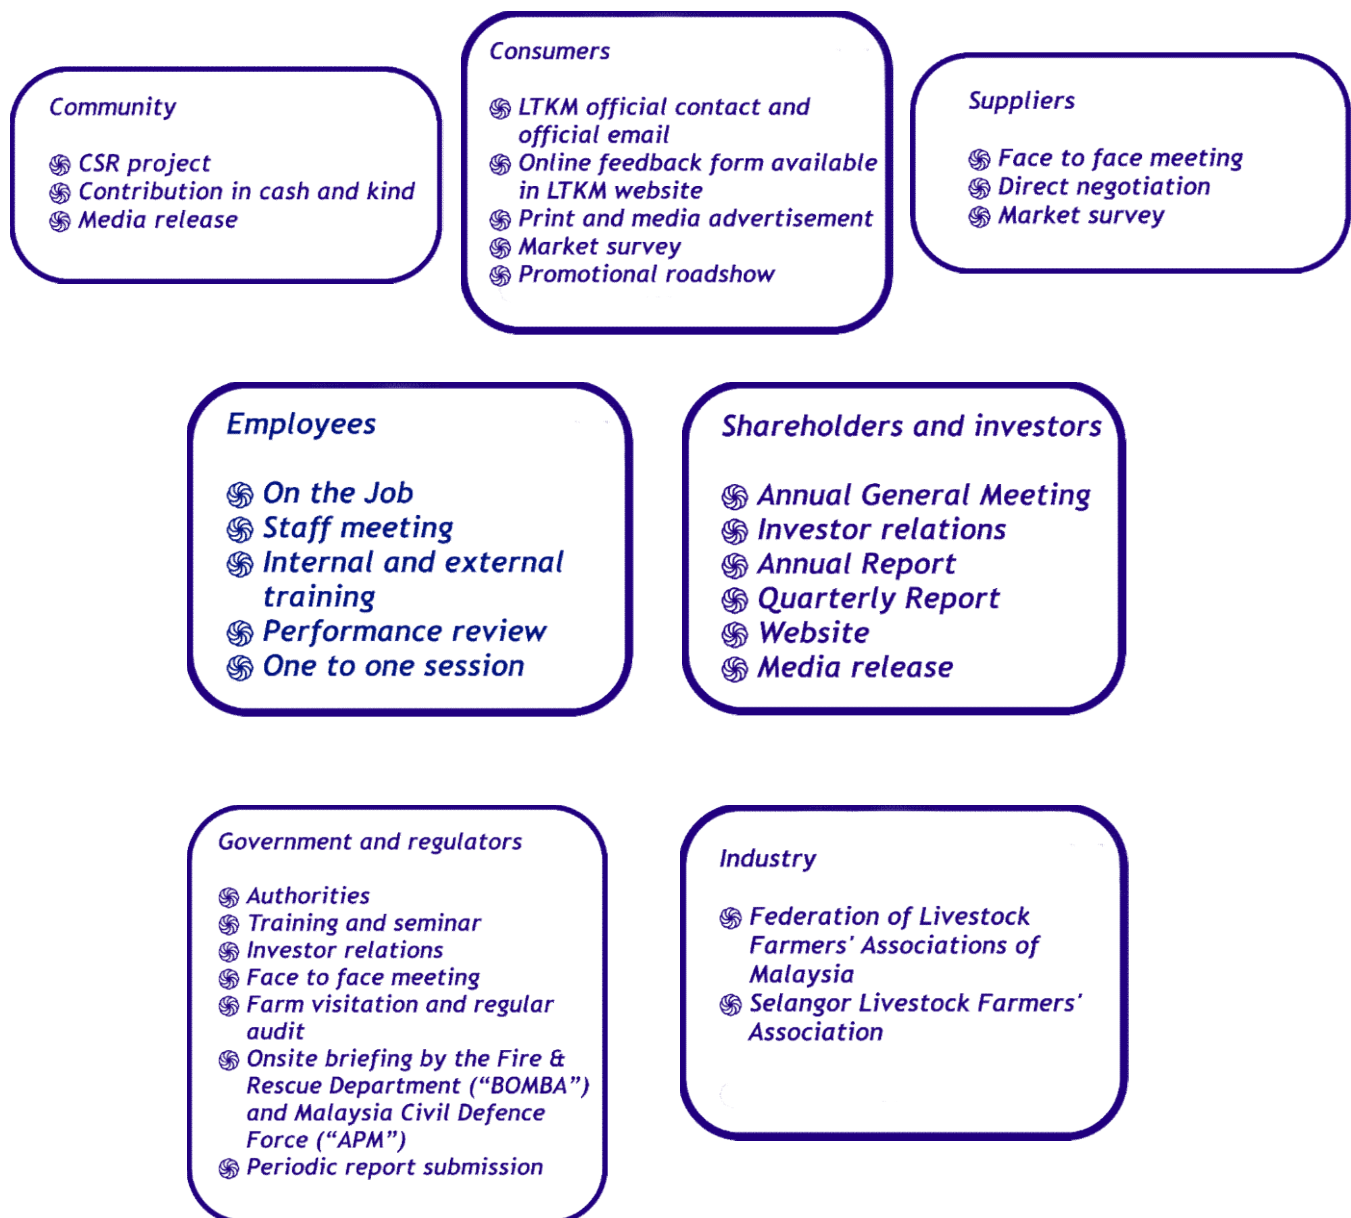 Community
CSR project
Contribution in cash and kind
Media release
Consumers
LTKM official contact and
official email
Online feedback form available
in LTKM website
Print and media advertisement
Market survey
Promotional roadshow
Suppliers
Face to face meeting
Direct negotiation
Market survey
Employees
On the Job
Staff meeting
Internal and external
training
Performance review
One to one session
Shareholders and investors
Annual General Meeting
Investor relations
Annual Report
Quarterly Report
Website
Media release
Government and regulators
Authorities
Training and seminar
Investor relations
Face to face meeting
Farm visitation and regular
audit
Onsite briefing by the Fire &
Rescue Department (“BOMBA”)
and Malaysia Civil Defence
Force (“APM”)
Periodic report submission
Industry
Federation of Livestock
Farmers' Associations of
Malaysia
Selangor Livestock Farmers'
Association